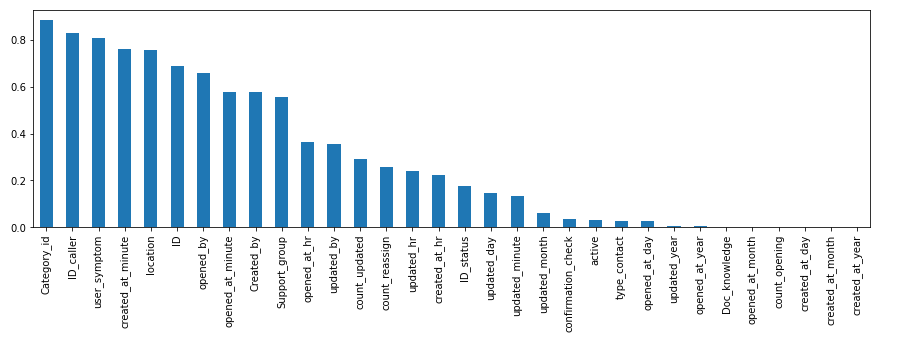 0.8
0.6
0.4
0.2
0.0
Category_id
ID_caller
user_symptom
created_at_minute
location
ID
opened_by
opened_at_minute
Created_by
Support_group
opened_at_hr
updated_by
count_updated
count_reassign
updated_hr
created_at_hr
ID_status
updated_day
updated_minute
updated_month
confirmation_check
active
type_contact
opened_at_day
updated_year
opened_at_year
Doc_knowledge
opened_at_month
count_opening
created_at_day
created_at_month
created_at_year